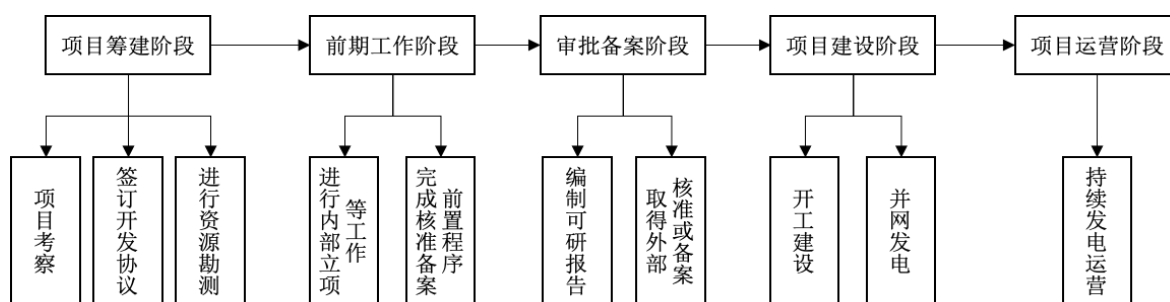 项目筹建阶段
前期工作阶段
审批备案阶段
项目建设阶段
项目运营阶段
项目考察
签订开发协议
进行资源勘测
进行内部立项
等工作
完成核准备案
前置程序
编制可研报告
取得外部
核准或备案
开工建设
并网发电
持续发电运营